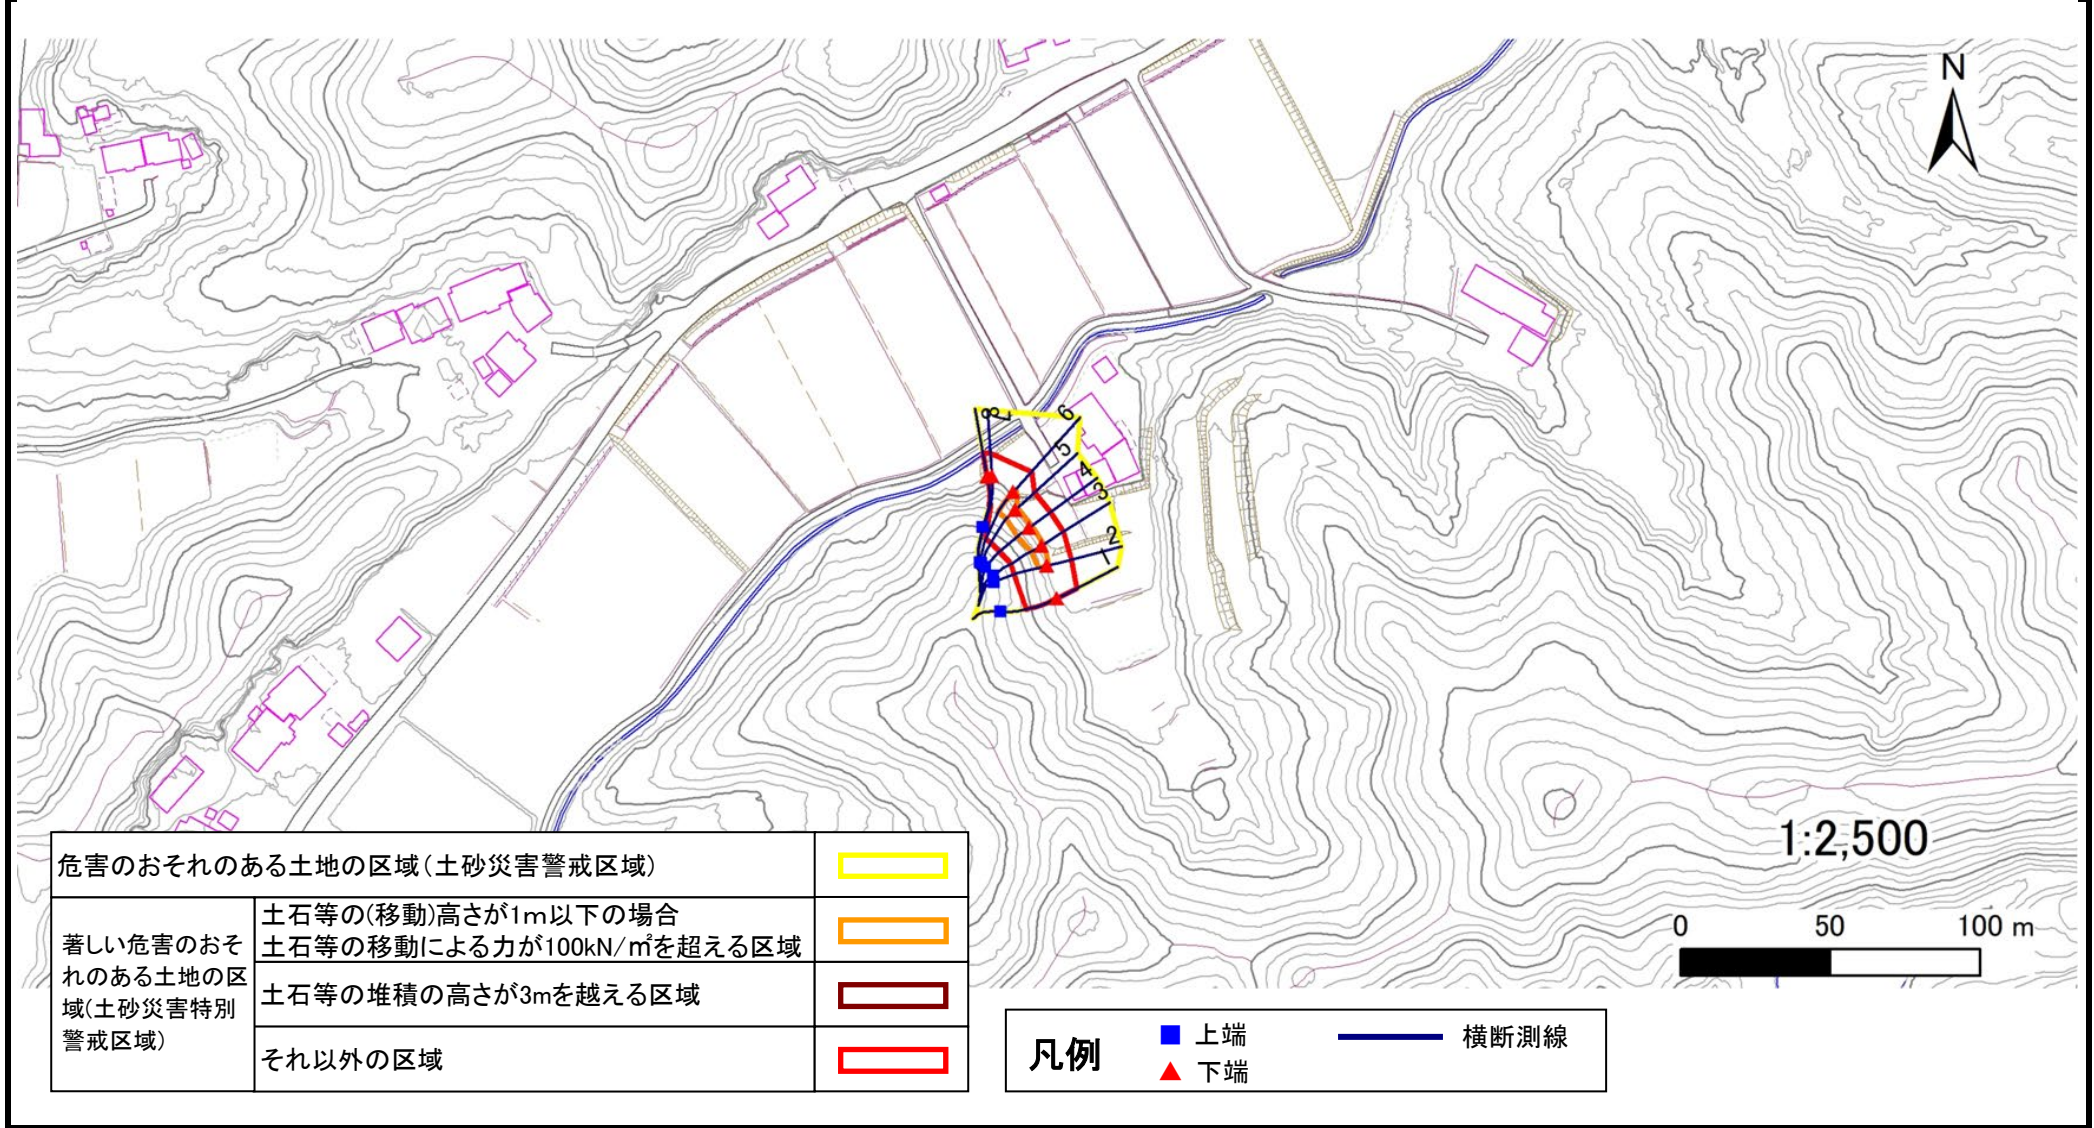 N
8
7
6
5
4
3
2
1
1:2,500
0 50 100 m
危害のおそれのある土地の区域(土砂災害警戒区域)
著しい危害のおそ
れのある土地の区
域(土砂災害特別
警戒区域)
土石等の(移動)高さが1m以下の場合
土石等の移動による力が100kN/㎡を超える区域
土石等の堆積の高さが3mを越える区域
それ以外の区域
凡例
上端
下端
横断測線